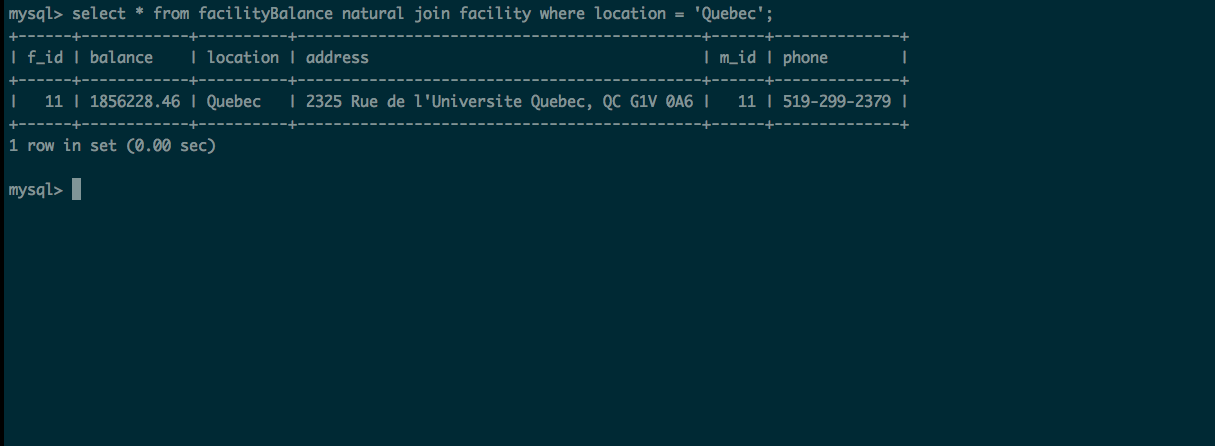 mysql> select * from facilityBalance natural join facility where location = 'Quebec';
+------+------------+----------+---------------------------------------------+------+--------------+
| f_id | balance    | location | address                                     | m_id | phone        |
+------+------------+----------+---------------------------------------------+------+--------------+
|   11 | 1856228.46 | Quebec   | 2325 Rue de l'Universite Quebec, QC G1V 0A6 |   11 | 519-299-2379 |
+------+------------+----------+---------------------------------------------+------+--------------+
1 row in set (0.00 sec)
mysql>